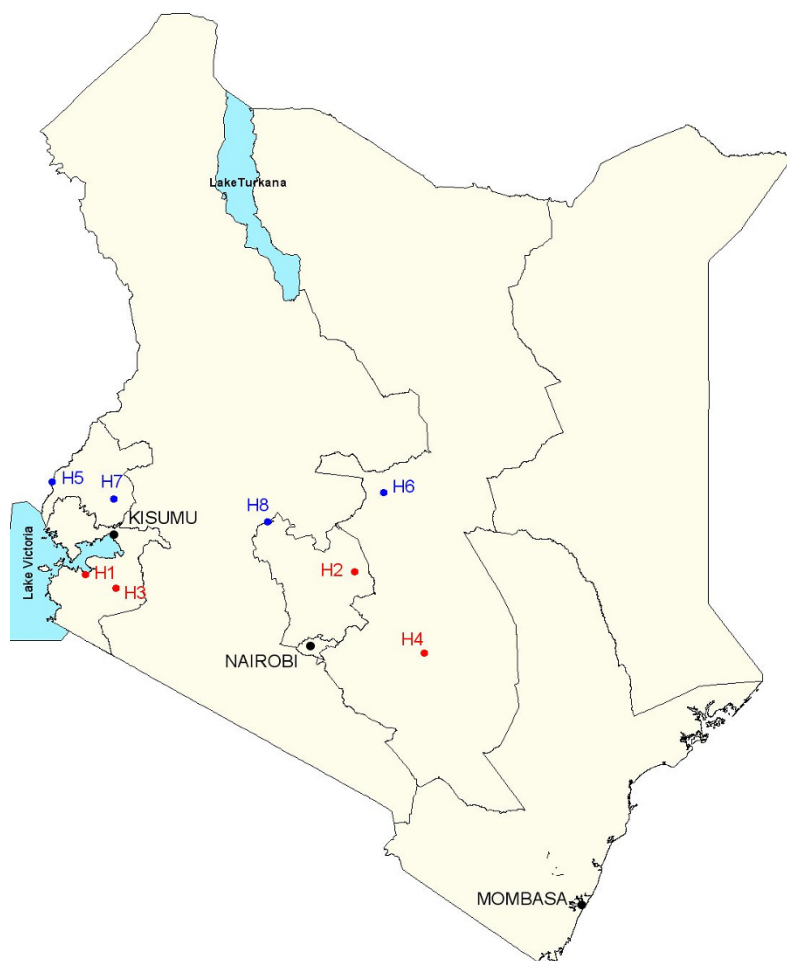 LakeTurkana
H5
H7
H6
KISUMU
H8
Lake Victoria
H1
H2
H3
H4
NAIROBI
MOMBASA